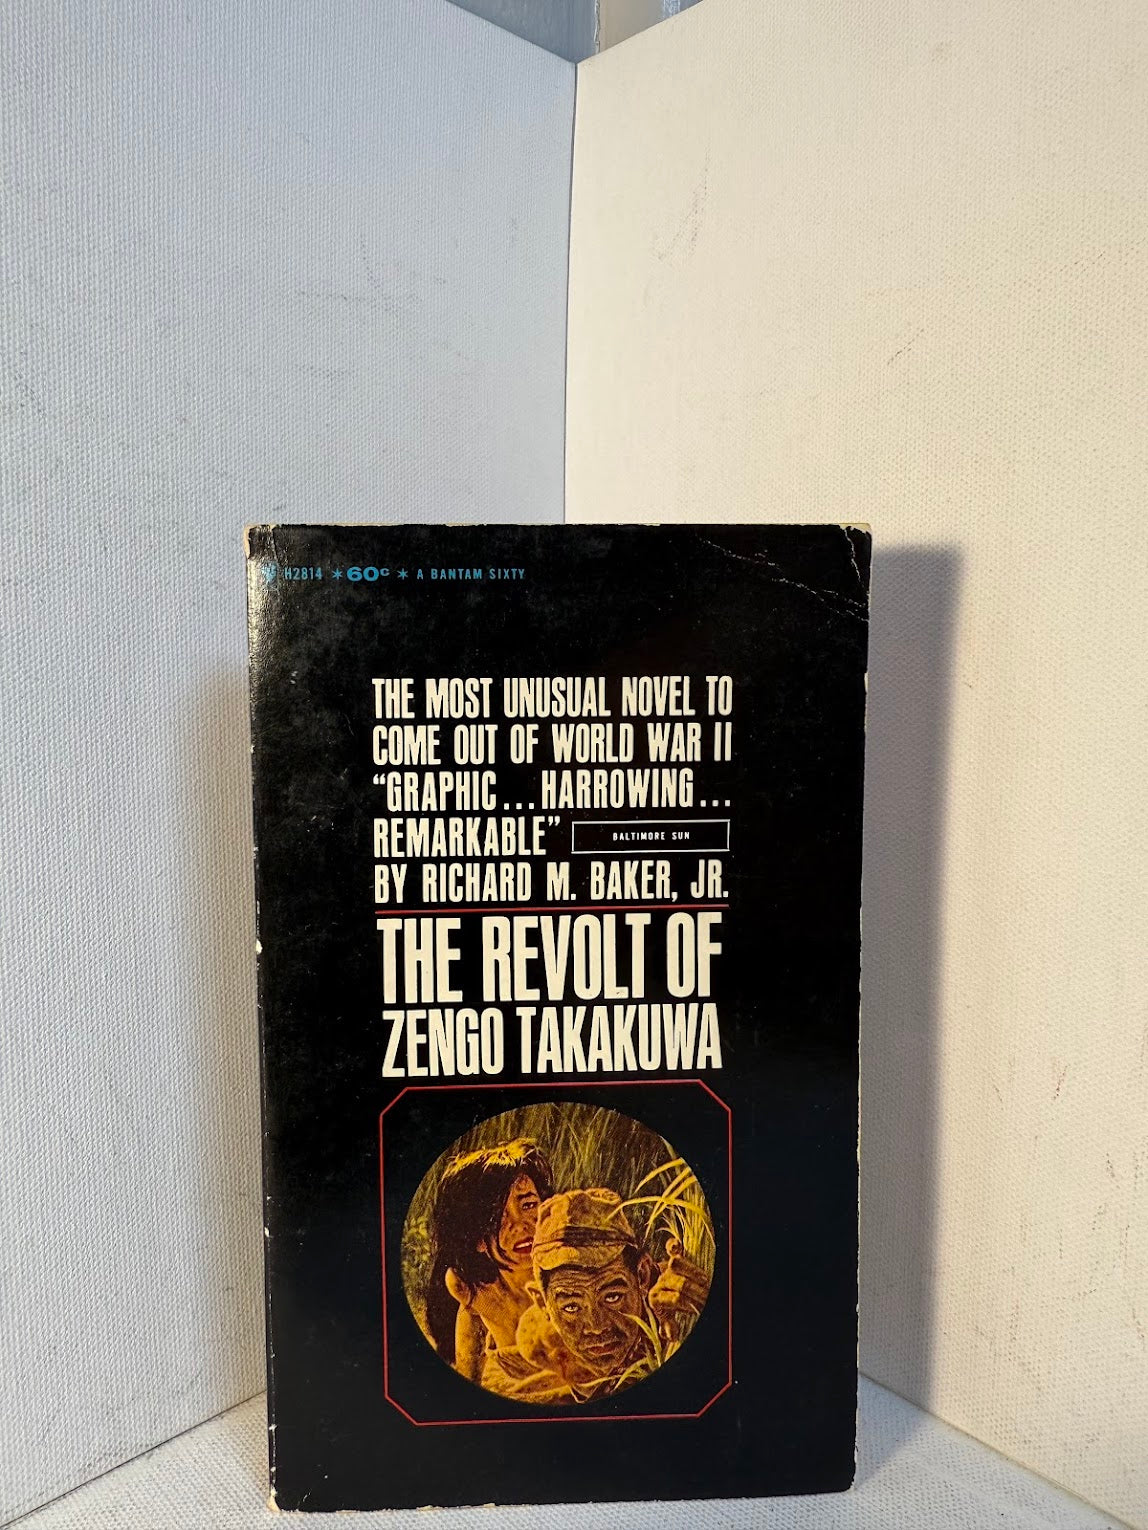 H2814 * 60c * A BANTAM SIXTY
THE MOST UNUSUAL NOVEL TO
COME OUT OF WORLD WAR II
“GRAPHIC...HARROWING...
REMARKABLE” BALTIMORE SUN
BY RICHARD M. BAKER, JR.
THE REVOLT OF
ZENGO TAKAKUWA